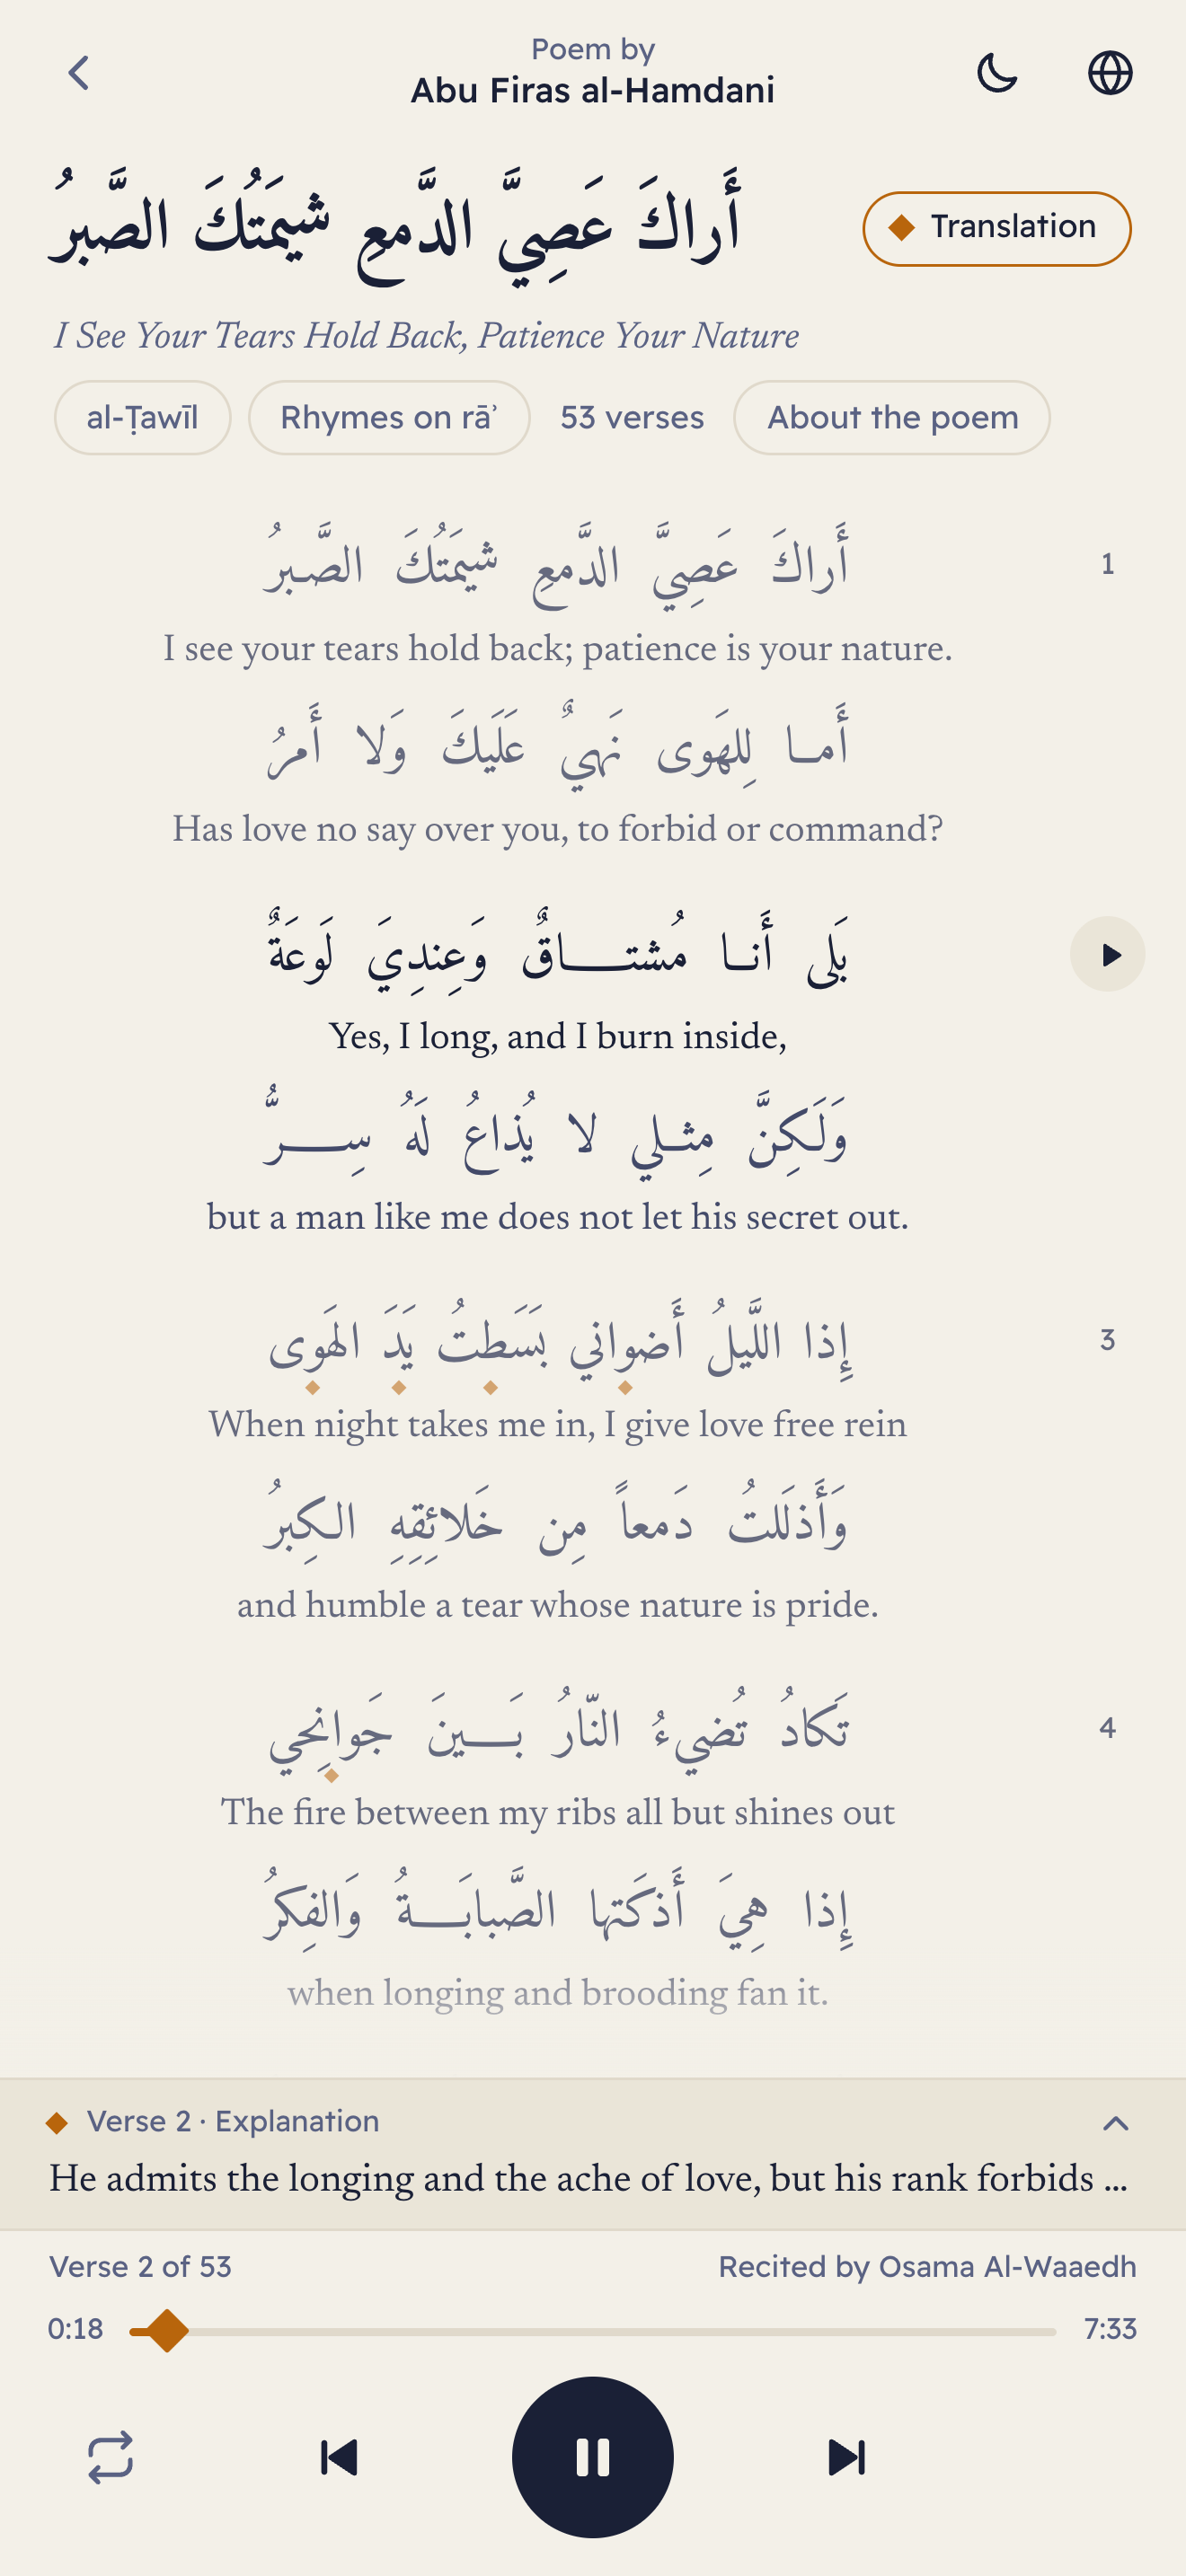 Poem by
Abu Firas al-Hamdani
أَراكَ عَصِيَّ الدَّمعِ شيمَتُكَ الصَّبرُ
Translation
I See Your Tears Hold Back, Patience Your Nature
al-Ṭawīl
Rhymes on rāʾ
53 verses
About the poem
أَراكَ عَصِيَّ الدَّمعِ شيمَتُكَ الصَّبرُ
1
I see your tears hold back; patience is your nature.
أَمـا لِلهَوى نَهيٌ عَلَيكَ وَلا أَمرُ
Has love no say over you, to forbid or command?
بَلى أَنـا مُشتـــاقٌ وَعِندِيَ لَوعَةٌ
Yes, I long, and I burn inside,
وَلَكِنَّ مِثـلي لا يُذاعُ لَهُ سِـــرُّ
but a man like me does not let his secret out.
إِذا اللَّيلُ أَضواني بَسَطتُ يَدَ الهَوى
3
When night takes me in, I give love free rein
وَأَذلَلتُ دَمعاً مِن خَلائِقِهِ الـكِبرُ
and humble a tear whose nature is pride.
تَكادُ تُضيءُ النّارُ بَـــينَ جَوانِحي
4
The fire between my ribs all but shines out
إِذا هِيَ أَذكَتها الصَّبابَـــةُ وَالفِكرُ
when longing and brooding fan it.
Verse 2 · Explanation
He admits the longing and the ache of love, but his rank forbids ...
Verse 2 of 53
Recited by Osama Al-Waaedh
0:18
7:33